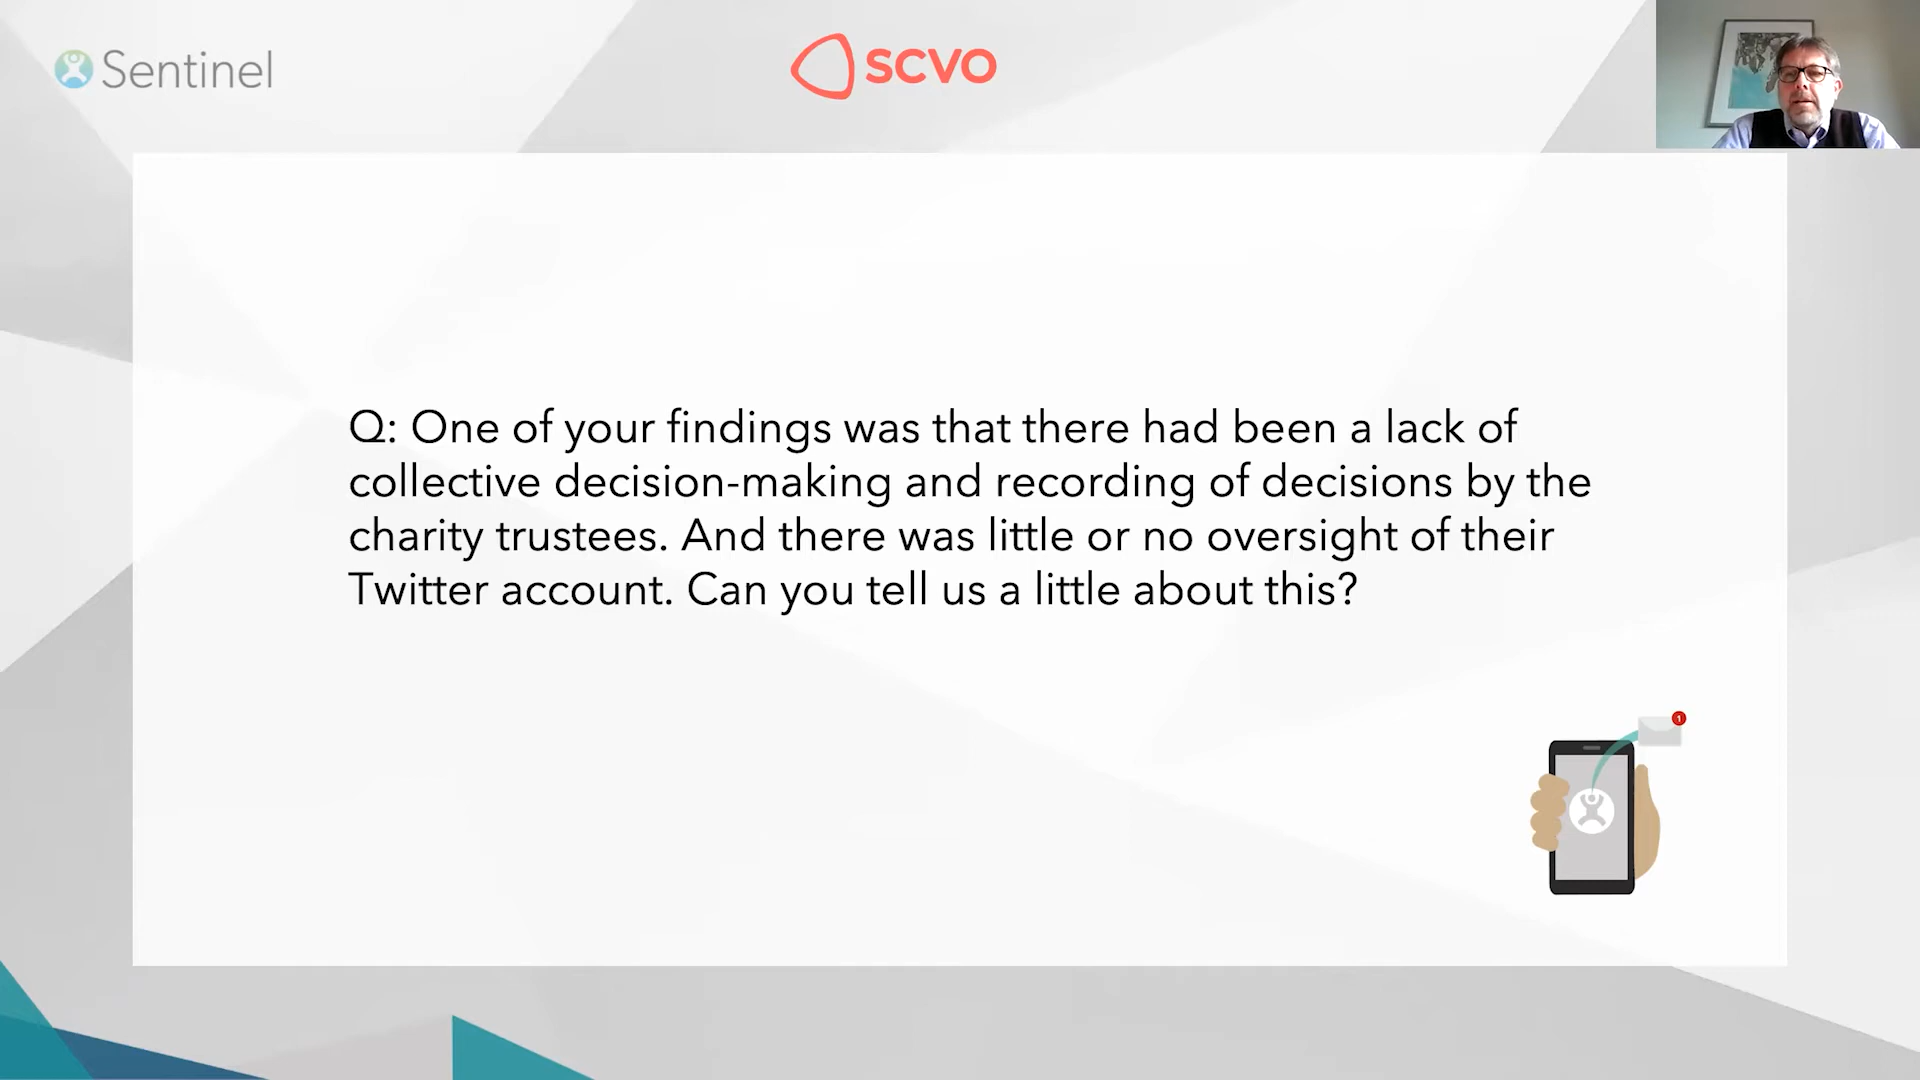 Sentinel
scvo
Q: One of your findings was that there had been a lack of
collective decision-making and recording of decisions by the
charity trustees. And there was little or no oversight of their
Twitter account. Can you tell us a little about this?
1